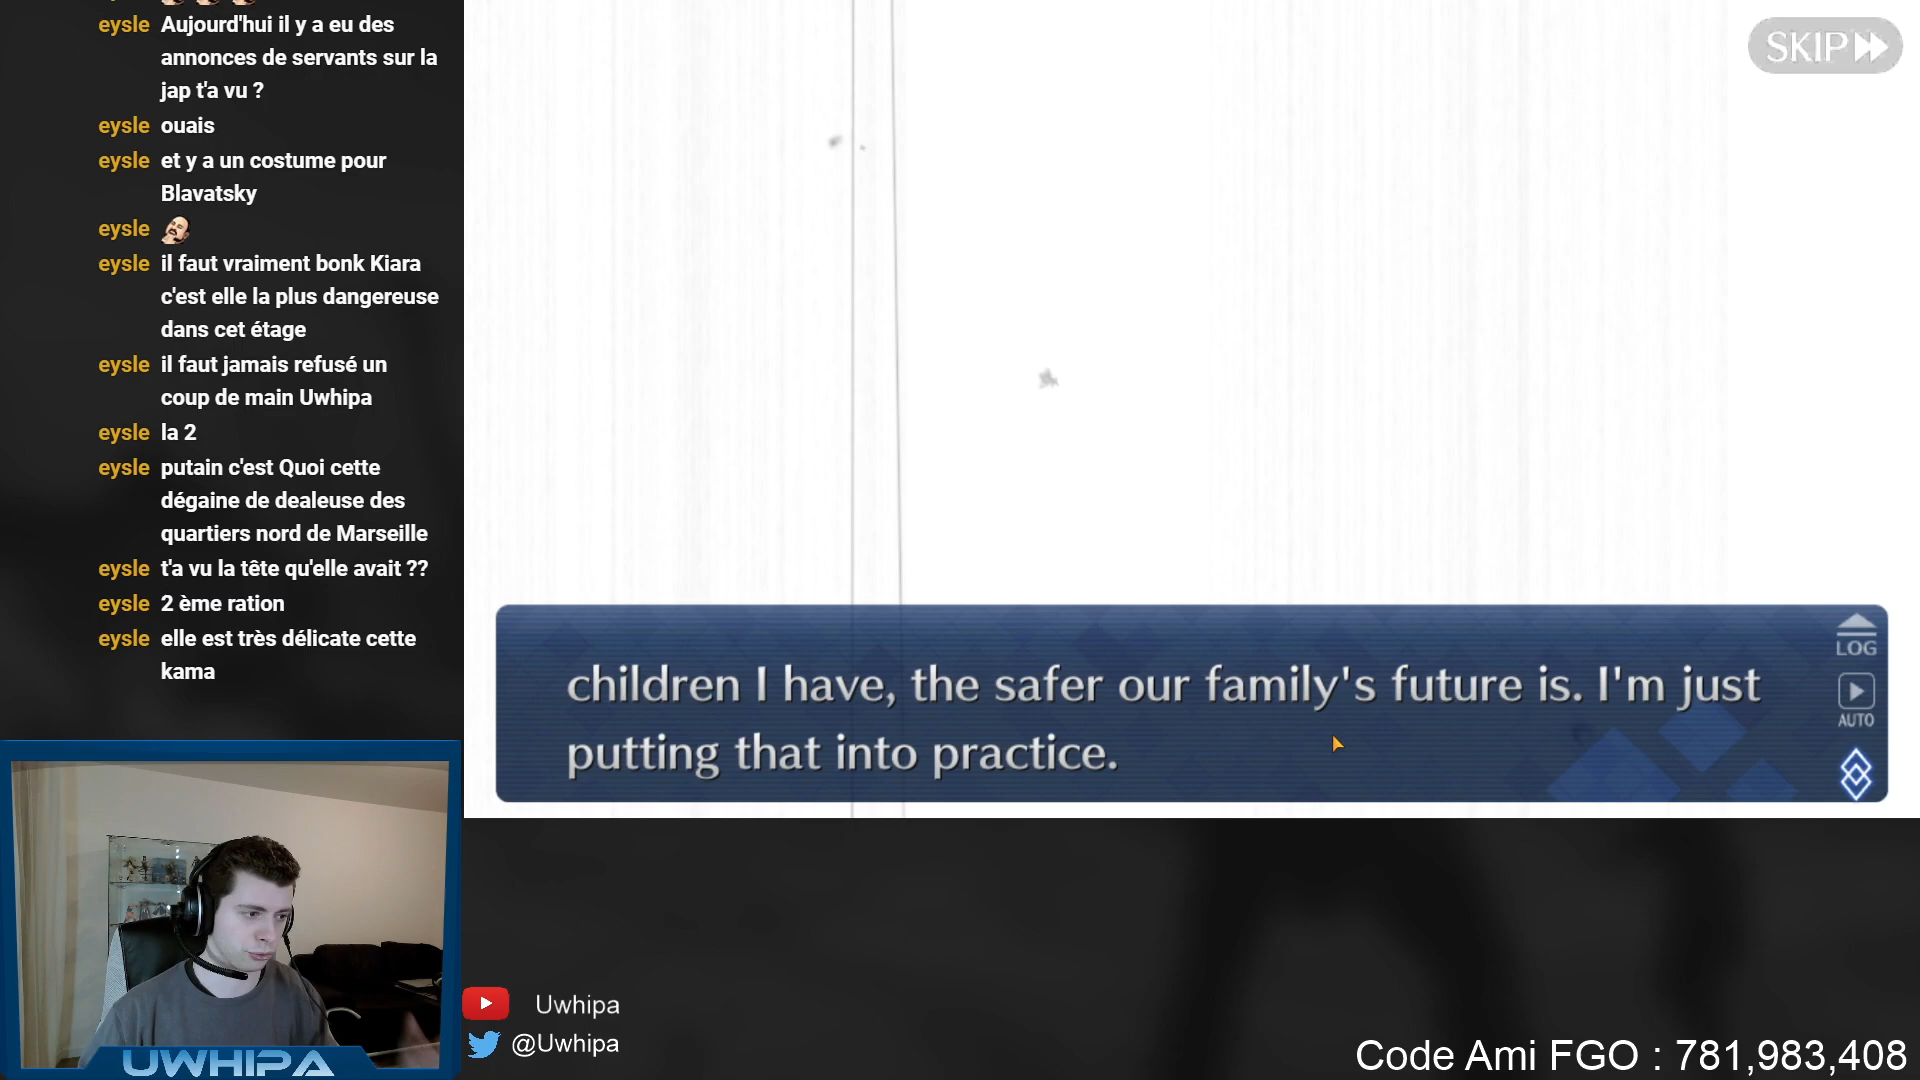 eysle Aujourd'hui il y a eu des
annonces de servants sur la
jap t'a vu ?
eysle ouais
eysle et y a un costume pour
Blavatsky
eysle
eysle il faut vraiment bonk Kiara
c'est elle la plus dangereuse
dans cet étage
eysle il faut jamais refusé un
coup de main Uwhipa
eysle la 2
eysle putain c'est Quoi cette
dégaine de dealeuse des
quartiers nord de Marseille
eysle t'a vu la tête qu'elle avait ??
eysle 2 ème ration
eysle elle est très délicate cette
kama
SKIP
children I have, the safer our family's future is. I'm just
putting that into practice.
LOG
AUTO
UWHIPA
Uwhipa
@Uwhipa
Code Ami FGO : 781,983,408